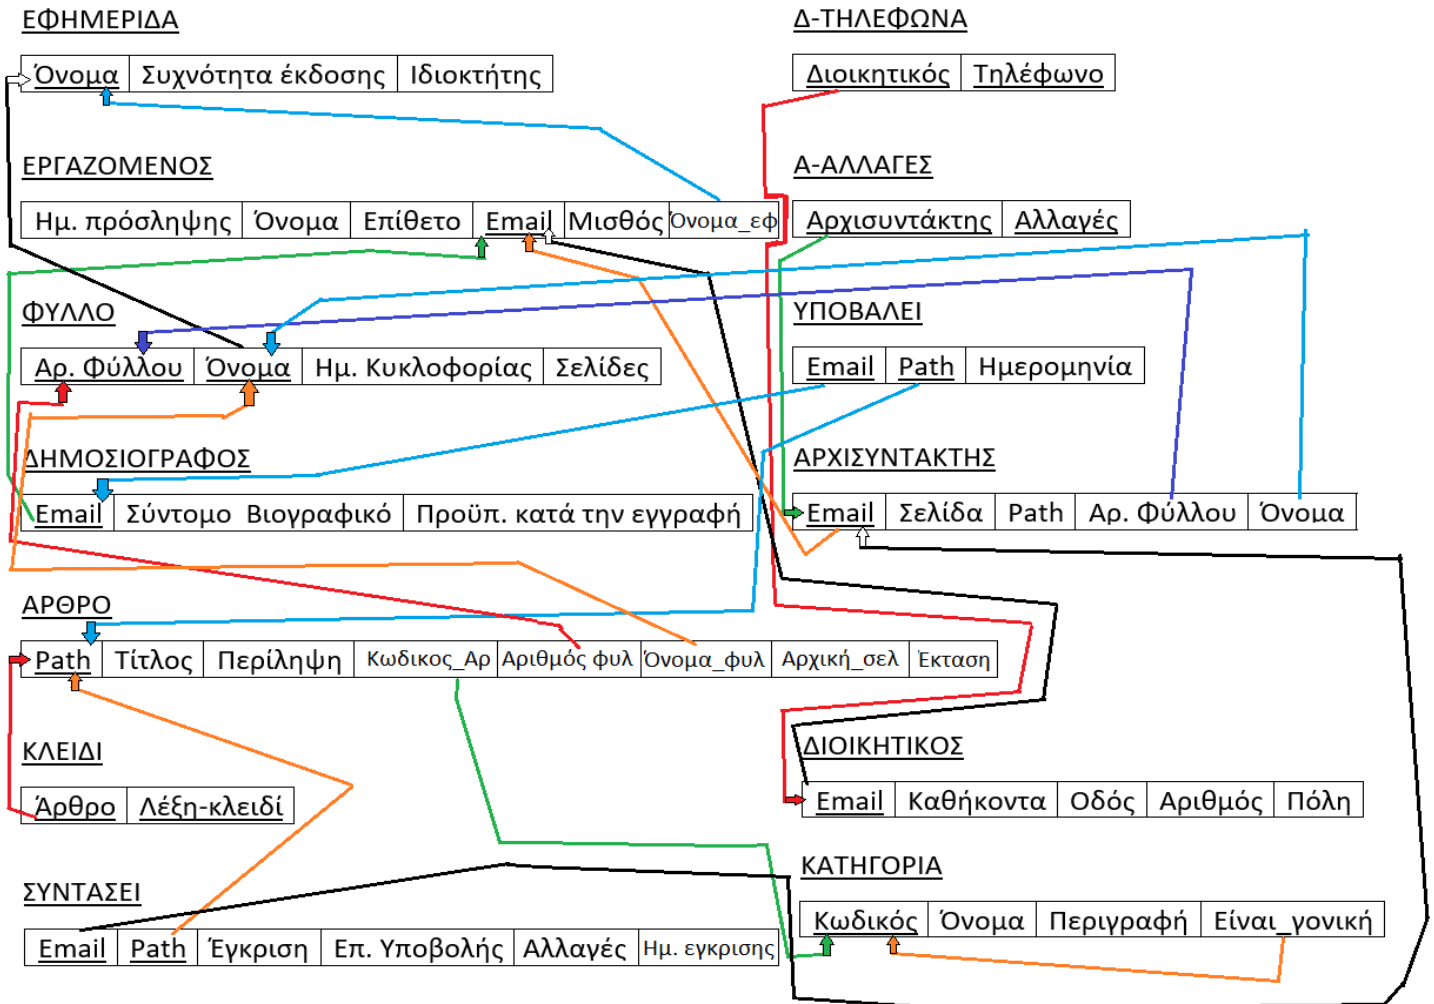 ΕΦΗΜΕΡΙΔΑ
Όνομα Συχνότητα έκδοσης Ιδιοκτήτης
ΕΡΓΑΖΟΜΕΝΟΣ
Ημ. πρόσληψης Όνομα Επίθετο Email Μισθός Όνομα_εφ
ΦΥΛΛΟ
Αρ. Φύλλου Όνομα Ημ. Κυκλοφορίας Σελίδες
ΔΗΜΟΣΙΟΓΡΑΦΟΣ
Email Σύντομο Βιογραφικό Προϋπ. κατά την εγγραφή
ΑΡΘΡΟ
Path Τίτλος Περίληψη Κωδικος_Αρ Αριθμός φυλ Όνομα_φυλ Αρχική_σελ Έκταση
ΚΛΕΙΔΙ
Άρθρο Λέξη-κλειδί
ΣΥΝΤΑΣΕΙ
Email Path Έγκριση Επ. Υποβολής Αλλαγές Ημ. εγκρισης
Δ-ΤΗΛΕΦΩΝΑ
Διοικητικός Τηλέφωνο
Α-ΑΛΛΑΓΕΣ
Αρχισυντάκτης Αλλαγές
ΥΠΟΒΑΛΕΙ
Email Path Ημερομηνία
ΑΡΧΙΣΥΝΤΑΚΤΗΣ
Email Σελίδα Path Αρ. Φύλλου Όνομα
ΔΙΟΙΚΗΤΙΚΟΣ
Email Καθήκοντα Οδός Αριθμός Πόλη
ΚΑΤΗΓΟΡΙΑ
Κωδικός Όνομα Περιγραφή Είναι_γονική